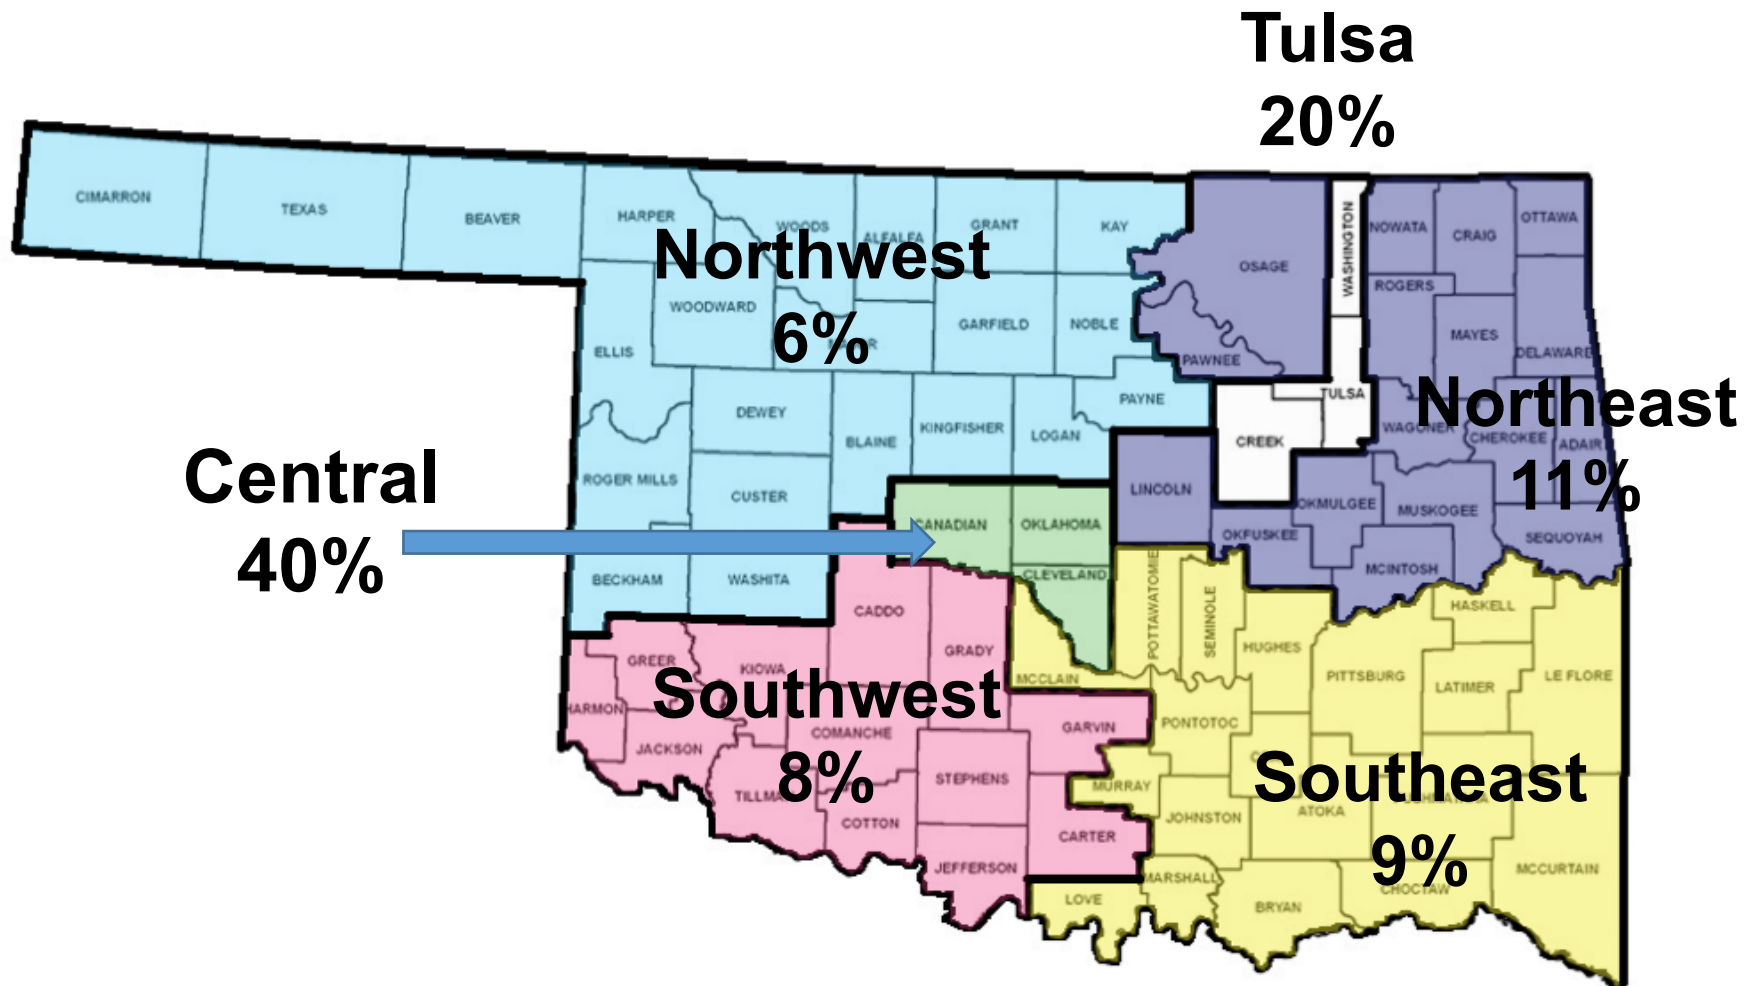 Tulsa
20%
CIMARRON
TEXAS
BEAVER
HARPER
WOODS
ALFALFA
GRANT
KAY
OSAGE
WASHINGTON
NOWATA
CRAIG
OTTAWA
Northwest
6%
WOODWARD
ELLIS
GARFIELD
NOBLE
PAWNEE
ROGERS
MAYES
DELAWARE
TULSA
Northeast
11%
DEWEY
BLAINE
KINGFISHER
LOGAN
PAYNE
CREEK
WAGONER
CHEROKEE
ADAIR
Central
40%
ROGER MILLS
CUSTER
CANADIAN
OKLAHOMA
LINCOLN
OKMULGEE
MUSKOGEE
OKFUSKEE
SEQUOYAH
MCINTOSH
BECKHAM
WASHITA
CLEVELAND
CADDO
POTTAWATOMIE
SEMINOLE
HASKELL
GREER
KIOWA
GRADY
MCCLAIN
HUGHES
PITTSBURG
LATIMER
LE FLORE
Southwest
8%
HARMON
JACKSON
COMANCHE
GARVIN
PONTOTOC
STEPHENS
MURRAY
COTTON
CARTER
JOHNSTON
Southeast
9%
ATOKA
JEFFERSON
MARSHALL
LOVE
BRYAN
CHOCTAW
MCCURTAIN